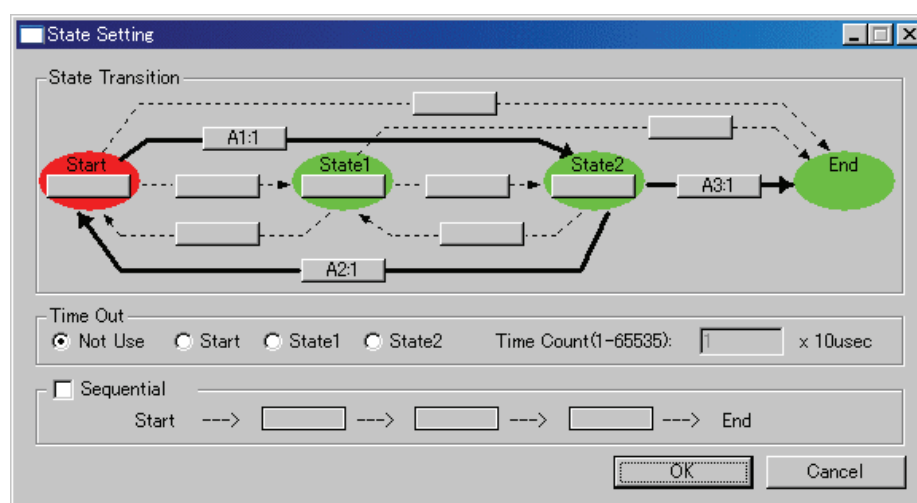 State Setting
State Transition
A1:1
Start
State1
State2
End
A3:1
A2:1
Time Out
Not Use
Start
State1
State2
Time Count(1-65535):
1
x 10usec
Sequential
Start ---> ---> ---> ---> End
OK
Cancel